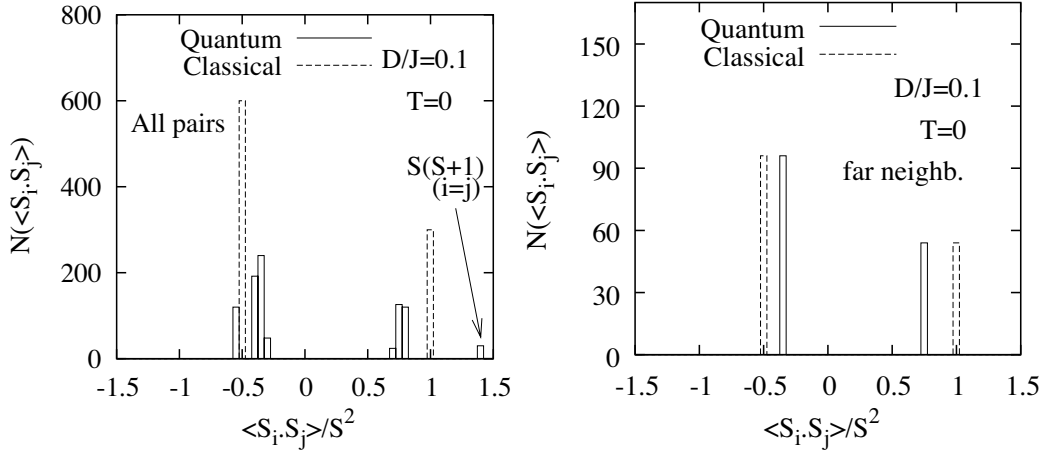 800
600
400
200
0
N(<S_i.S_j>)
Quantum
Classical
D/J=0.1
T=0
All pairs
S(S+1)
(i=j)
-1.5 -1 -0.5 0 0.5 1 1.5
<S_i.S_j>/S^2
150
120
90
60
30
0
N(<S_i.S_j>)
Quantum
Classical
D/J=0.1
T=0
far neighb.
-1.5 -1 -0.5 0 0.5 1 1.5
<S_i.S_j>/S^2